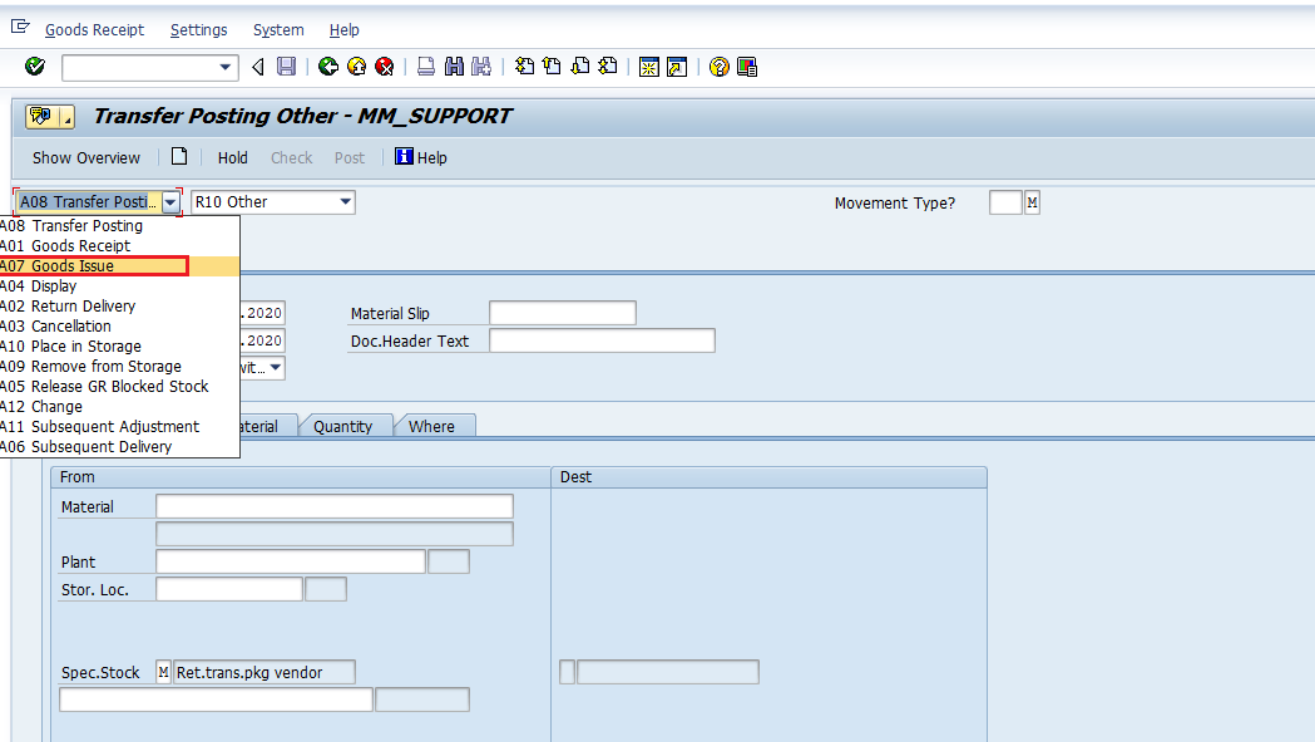 Goods Receipt Settings System Help
Transfer Posting Other - MM_SUPPORT
Show Overview Hold Check Post Help
A08 Transfer Posti... R10 Other Movement Type? M
A08 Transfer Posting
A01 Goods Receipt
A07 Goods Issue
A04 Display
A02 Return Delivery
A03 Cancellation
A10 Place in Storage
A09 Remove from Storage
A05 Release GR Blocked Stock
A12 Change
A11 Subsequent Adjustment
A06 Subsequent Delivery
.2020 Material Slip
.2020 Doc.Header Text
vit...
aterial Quantity Where
From Dest
Material
Plant
Stor. Loc.
Spec.Stock M Ret.trans.pkg vendor